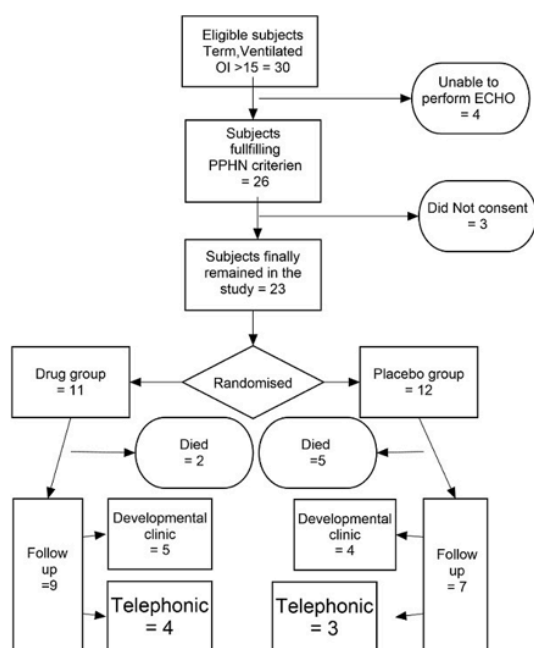 Eligible subjects
Term,Ventilated
OI >15 = 30
Unable to
perform ECHO
= 4
Subjects
fullfilling
PPHN criterien
= 26
Did Not consent
= 3
Subjects finally
remained in the
study = 23
Drug group
= 11
Randomised
Placebo group
= 12
Died
= 2
Died
=5
Follow
up
=9
Developmental
clinic
= 5
Developmental
clinic
= 4
Follow
up
= 7
Telephonic
= 4
Telephonic
= 3